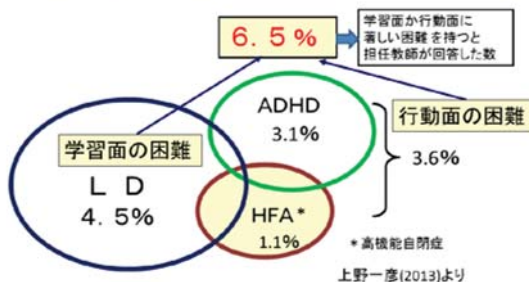 6.5%
学習面か行動面に
著しい困難を持つと
担任教師が回答した数
ADHD
3.1%
行動面の困難
学習面の困難
3.6%
LD
4.5%
HFA*
1.1%
*高機能自閉症
上野一彦(2013)より